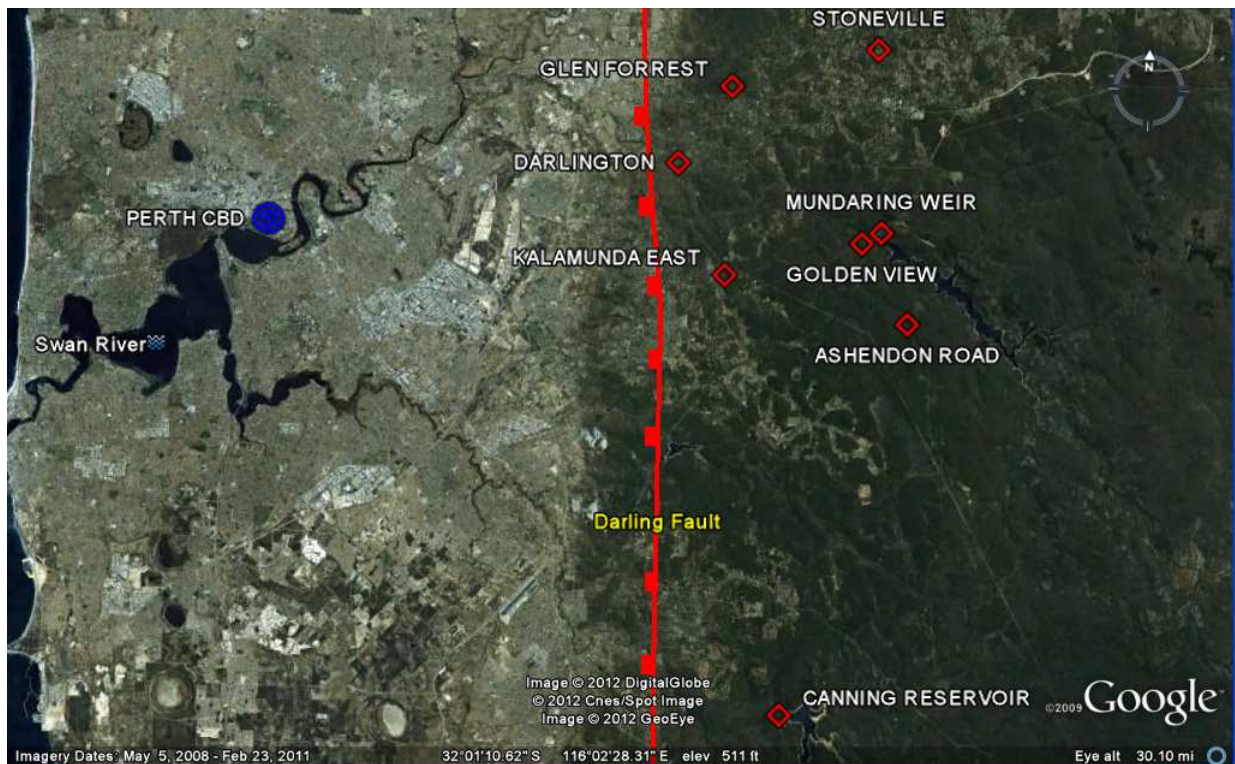 STONEVILLE
GLEN FORREST
N
DARLINGTON
MUNDARING WEIR
PERTH CBD
KALAMUNDA EAST
GOLDEN VIEW
Swan River
ASHENDON ROAD
Darling Fault
Image © 2012 DigitalGlobe
© 2012 Cnes/Spot Image
Image © 2012 GeoEye
CANNING RESERVOIR
©2009 Google
Imagery Dates: May 5, 2008 - Feb 23, 2011 32°01'10.62" S 116°02'28.31" E elev 511 ft Eye alt 30.10 mi